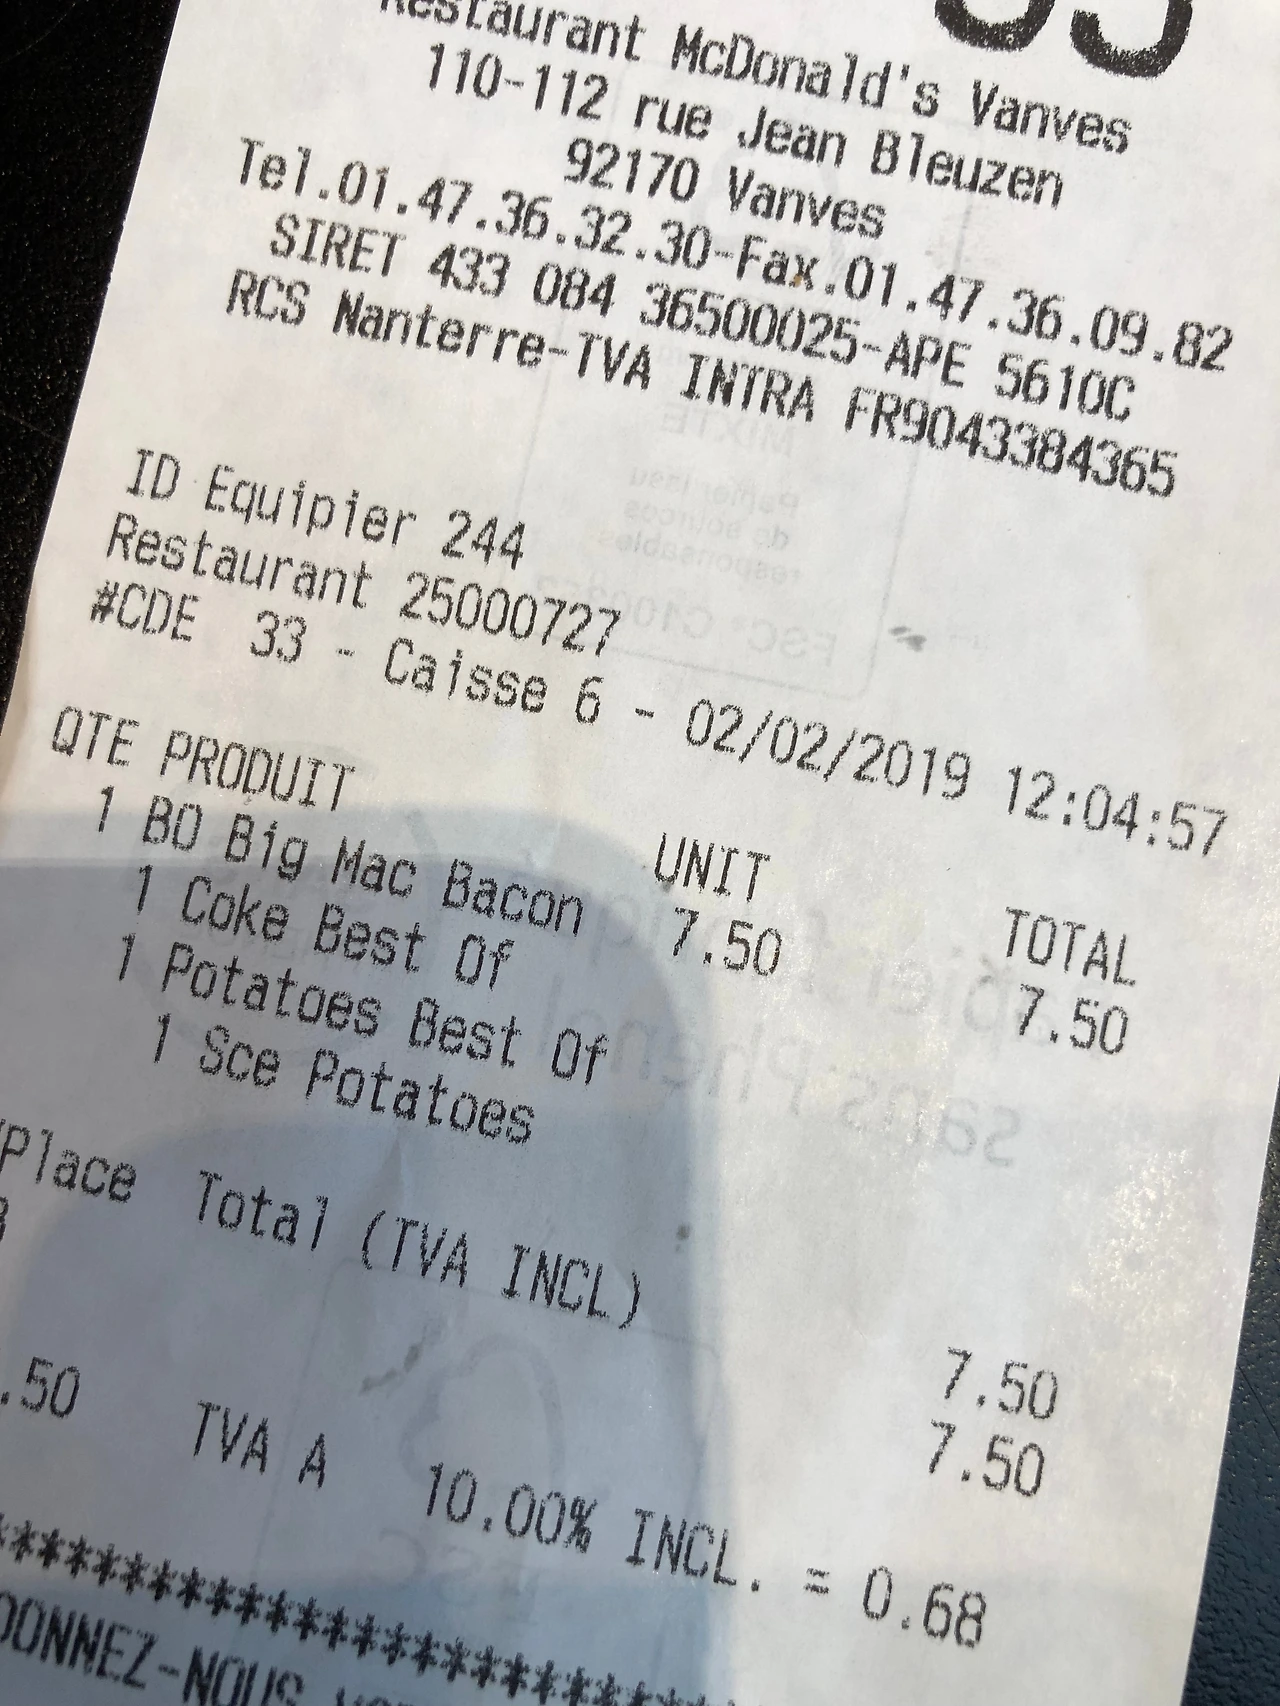 33
Restaurant McDonald's Vanves
110-112 rue Jean Bleuzen
92170 Vanves
Tel.01.47.36.32.30-Fax.01.47.36.09.82
SIRET 433 084 36500025-APE 5610C
RCS Nanterre-TVA INTRA FR90433084365
ID Equipier 244
Restaurant 25000727
#CDE 33 - Caisse 6 - 02/02/2019 12:04:57
QTE PRODUIT UNIT TOTAL
1 BO Big Mac Bacon 7.50 7.50
1 Coke Best Of
1 Potatoes Best Of
1 Sce Potatoes
/Place Total (TVA INCL) 7.50
7.50
.50 TVA A 10.00% INCL. = 0.68
**************************
DONNEZ-NOUS